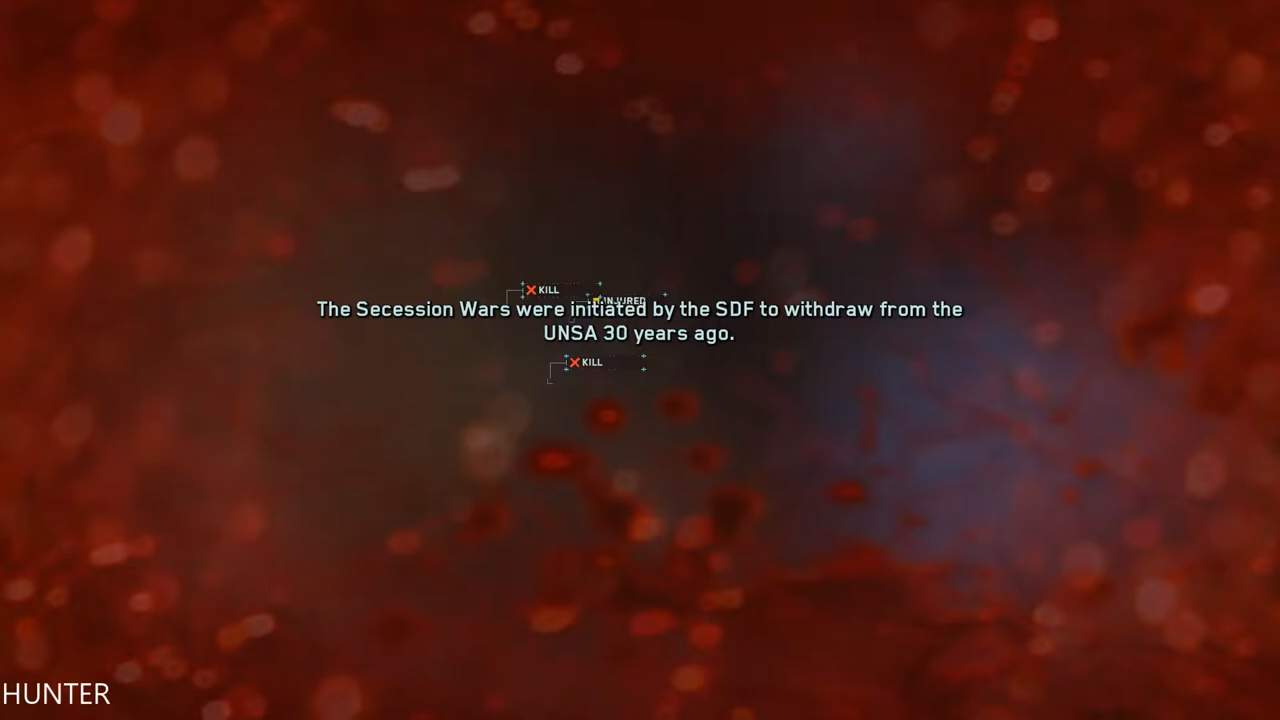 KILL
INJURED
The Secession Wars were initiated by the SDF to withdraw from the
UNSA 30 years ago.
KILL
HUNTER